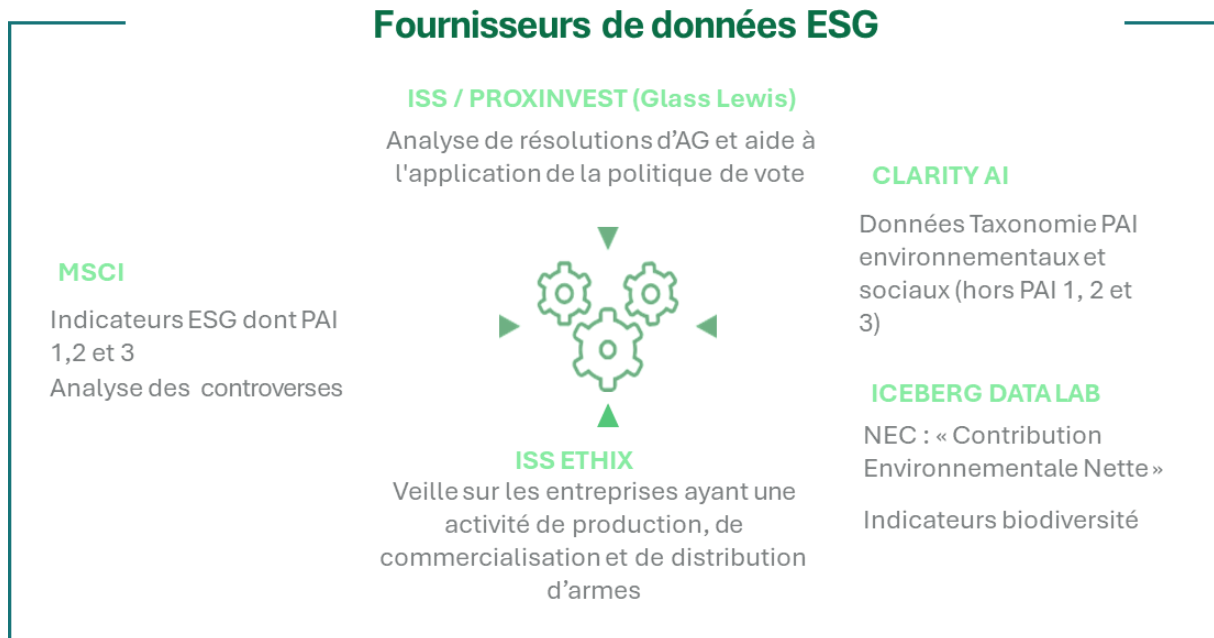 Fournisseurs de données ESG
ISS / PROXINVEST (Glass Lewis)
Analyse de résolutions d’AG et aide à
l'application de la politique de vote
MSCI
Indicateurs ESG dont PAI
1,2 et 3
Analyse des controverses
CLARITY AI
Données Taxonomie PAI
environnementaux et
sociaux (hors PAI 1, 2 et
3)
ICEBERG DATA LAB
NEC : « Contribution
Environnementale Nette »
Indicateurs biodiversité
ISS ETHIX
Veille sur les entreprises ayant une
activité de production, de
commercialisation et de distribution
d’armes